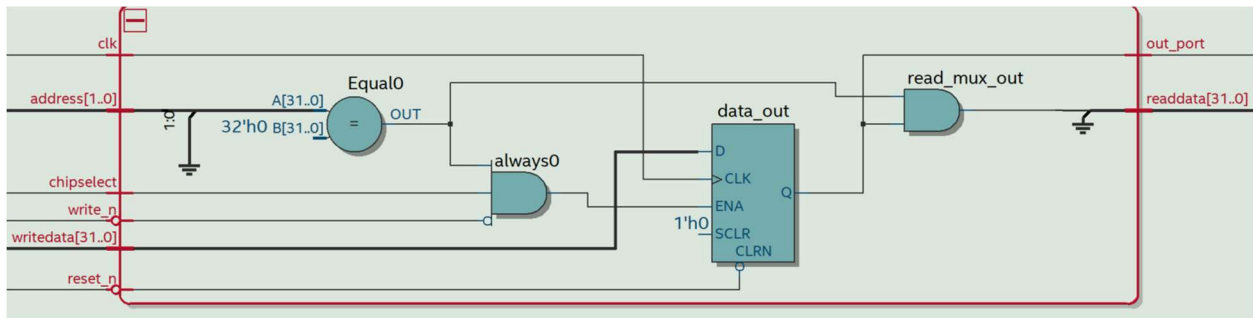 clk
out_port
Equal0
read_mux_out
address[1..0]
A[31..0]
OUT
readdata[31..0]
1:0
32'h0 B[31..0]
=
data_out
D
always0
CLK
chipselect
Q
write_n
ENA
1'h0
SCLR
writedata[31..0]
CLRN
reset_n